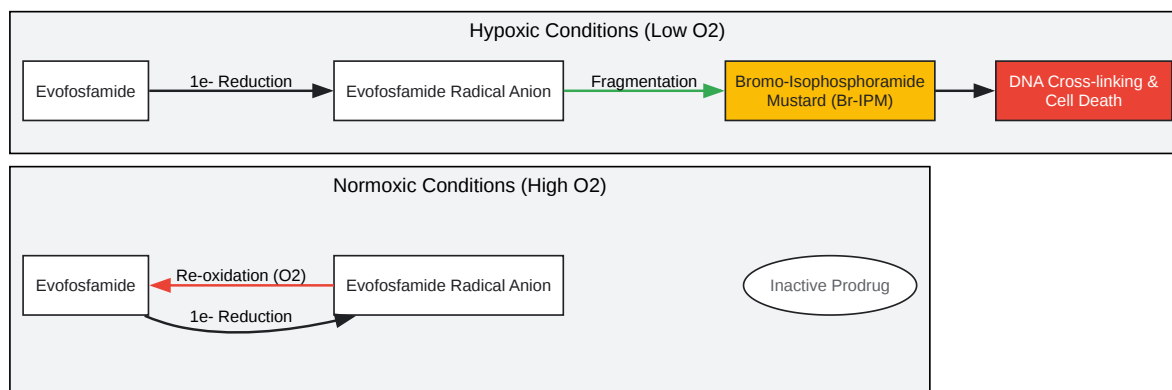 Hypoxic Conditions (Low O2)
Evofosfamide
1e- Reduction
Evofosfamide Radical Anion
Fragmentation
Bromo-Isophosphoramide
Mustard (Br-IPM)
DNA Cross-linking &
Cell Death
Normoxic Conditions (High O2)
Evofosfamide
Re-oxidation (O2)
1e- Reduction
Evofosfamide Radical Anion
Inactive Prodrug